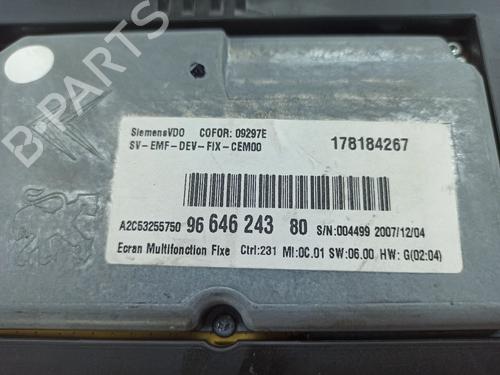 B-PARTS
SiemensVDO COFOR: 09297E
SV-EMF-DEV-FIX-CEM00
178184267
A2C53255750 96 646 243 80 S/N:004499 2007/12/04
Ecran Multifonction Fixe Ctrl:231 MI:0C.01 SW:06.00 HW: G(02:04)